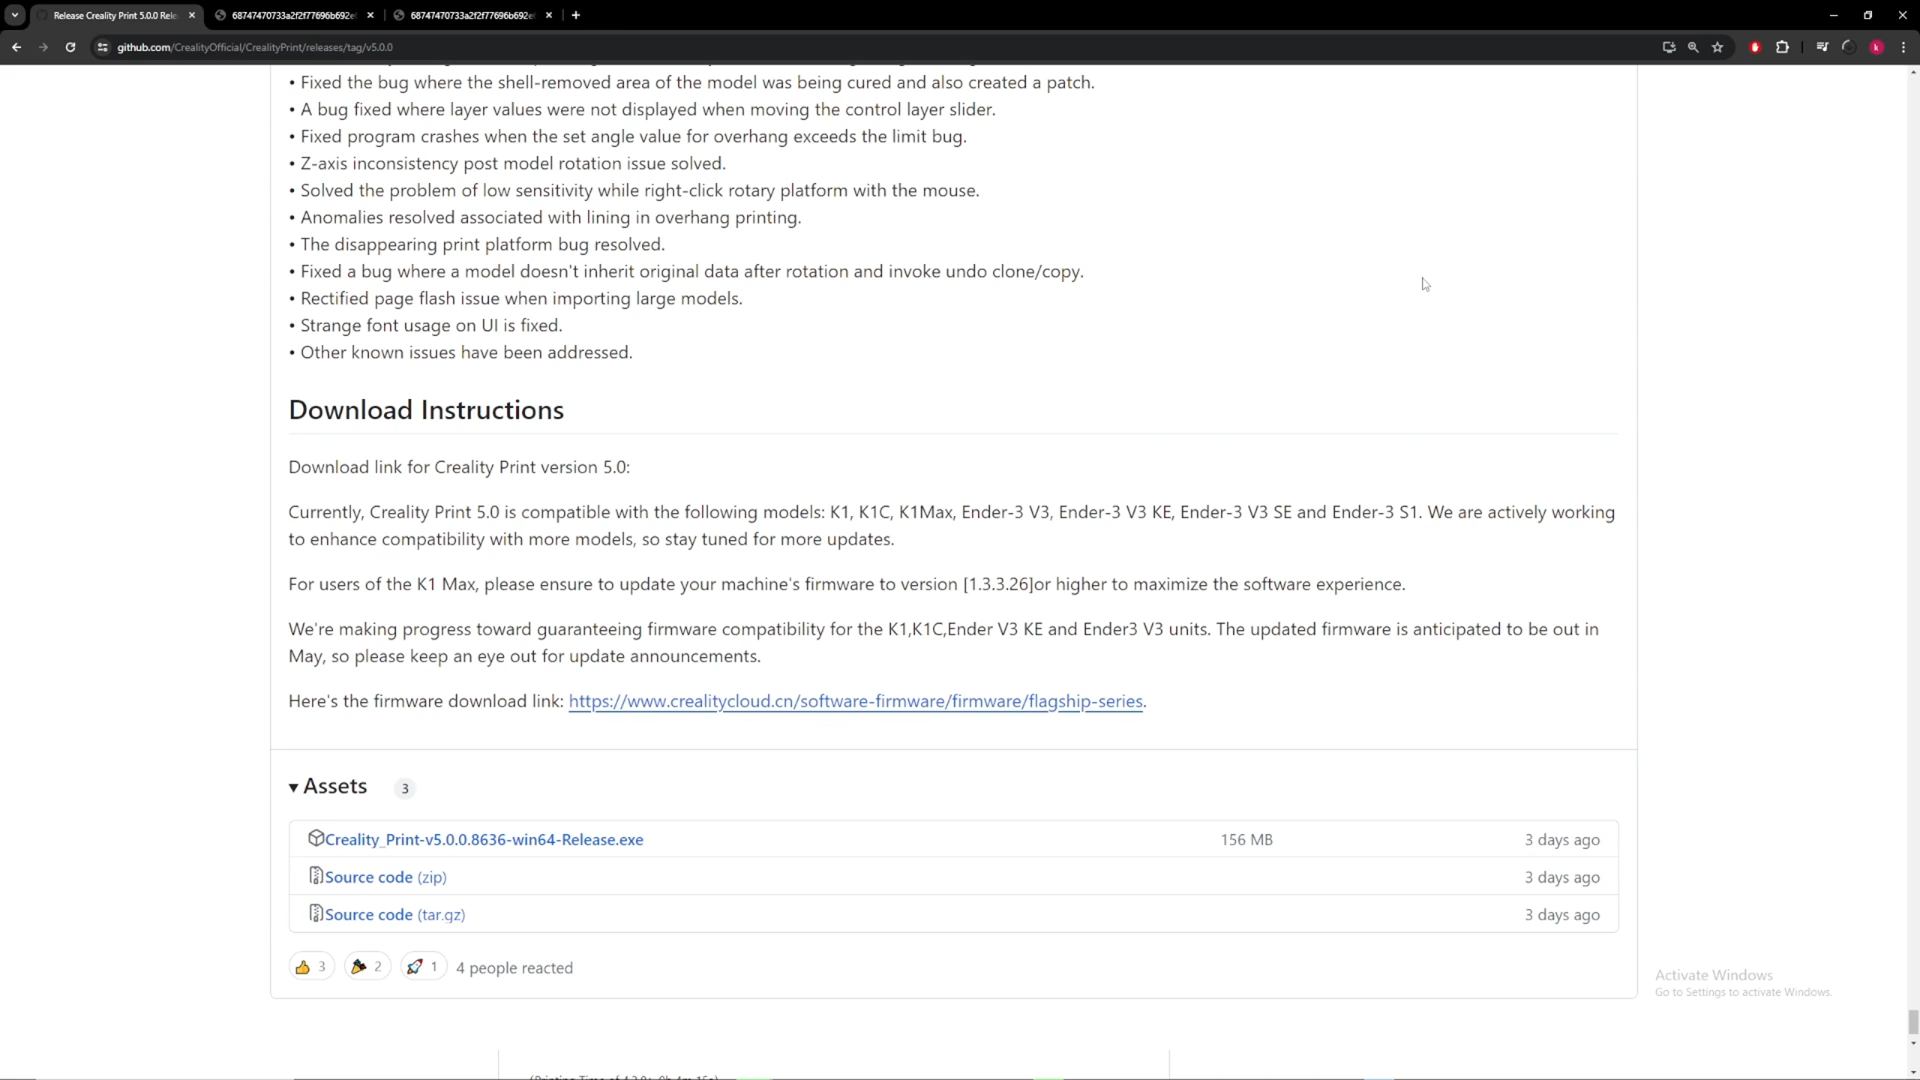 Release Creality Print 5.0.0 Rele
68747470733a2f2f77696b692e
68747470733a2f2f77696b692e
github.com/CrealityOfficial/CrealityPrint/releases/tag/v5.0.0
k
• Fixed the bug where the shell-removed area of the model was being cured and also created a patch.
• A bug fixed where layer values were not displayed when moving the control layer slider.
• Fixed program crashes when the set angle value for overhang exceeds the limit bug.
• Z-axis inconsistency post model rotation issue solved.
• Solved the problem of low sensitivity while right-click rotary platform with the mouse.
• Anomalies resolved associated with lining in overhang printing.
• The disappearing print platform bug resolved.
• Fixed a bug where a model doesn't inherit original data after rotation and invoke undo clone/copy.
• Rectified page flash issue when importing large models.
• Strange font usage on UI is fixed.
• Other known issues have been addressed.
Download Instructions
Download link for Creality Print version 5.0:
Currently, Creality Print 5.0 is compatible with the following models: K1, K1C, K1Max, Ender-3 V3, Ender-3 V3 KE, Ender-3 V3 SE and Ender-3 S1. We are actively working
to enhance compatibility with more models, so stay tuned for more updates.
For users of the K1 Max, please ensure to update your machine's firmware to version [1.3.3.26]or higher to maximize the software experience.
We're making progress toward guaranteeing firmware compatibility for the K1,K1C,Ender V3 KE and Ender3 V3 units. The updated firmware is anticipated to be out in
May, so please keep an eye out for update announcements.
Here's the firmware download link: https://www.crealitycloud.cn/software-firmware/firmware/flagship-series.
Assets 3
Creality_Print-v5.0.0.8636-win64-Release.exe 156 MB 3 days ago
Source code (zip) 3 days ago
Source code (tar.gz) 3 days ago
3 2 1 4 people reacted
Activate Windows
Go to Settings to activate Windows.